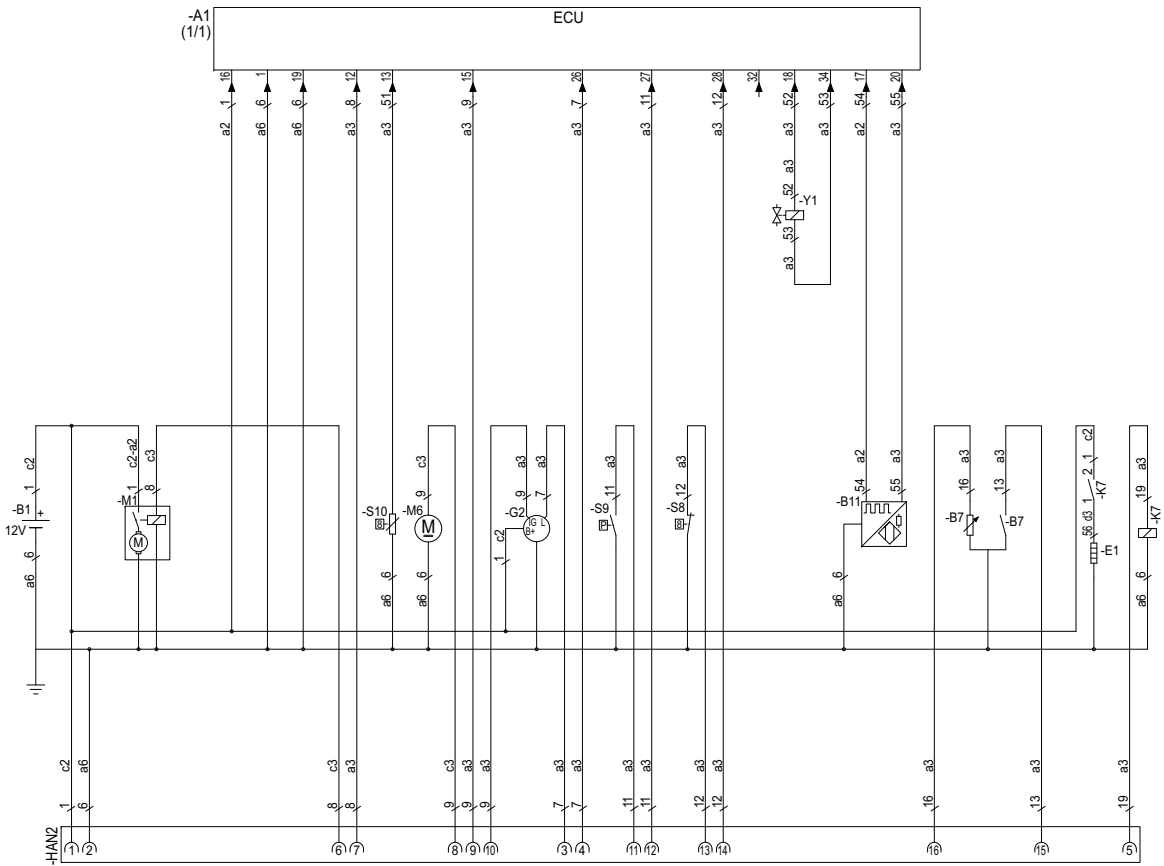 -A1
(1/1)
ECU
16 1 19 12 13 15 26 27 28 32 18 34 17 20
1 6 6 8 51 9 7 11 12 52 53 54 55
a2 a6 a6 a3 a3 a3 a3 a3 a3 a3 a3 a2 a3
a3
52
-Y1
53
a3
c2 c2-a2 c3 c3 a3 a3 a3 a3 a2 a3 a3 a3 c2 a3
1 1 8 9 9 7 11 12 54 55 16 13 1 19
2
-K7
1
-B1
+
12V
-M1
M
-S10
-M6
M
-G2
IG L
B+
-S9
P
-S8
-B11
-B7
-B7
56 d3
-E1
-K7
6 6 6 1 6 6
a6 a6 a6 c2 a6 a6
c2 a6 c3 a3 c3 a3 a3 a3 a3 a3 a3 a3 a3 a3 a3 a3
1 6 8 8 9 9 9 7 7 11 11 12 12 16 13 19
-HAN2
1 2 6 7 8 9 10 3 4 11 12 13 14 16 15 5